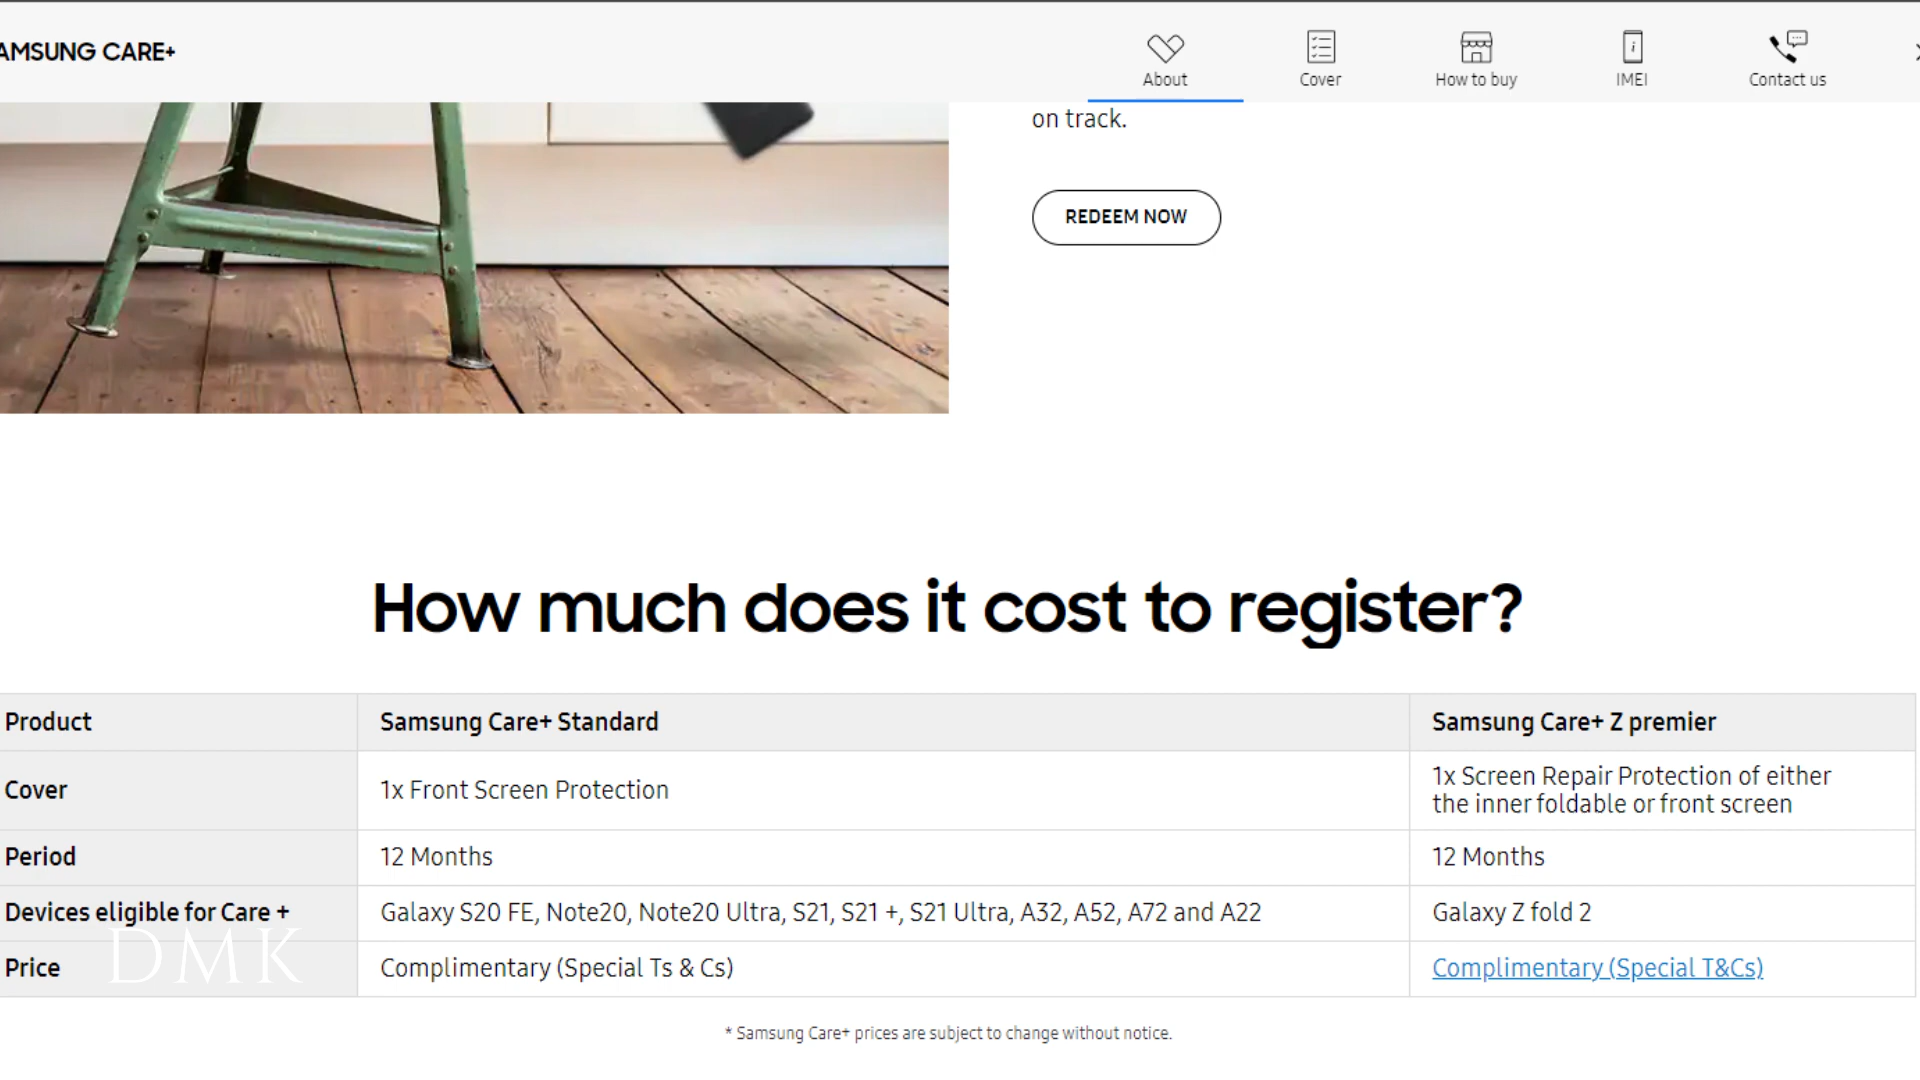 AMSUNG CARE+
About
Cover
How to buy
IMEI
Contact us
on track.
REDEEM NOW
How much does it cost to register?
Product
Samsung Care+ Standard
Samsung Care+ Z premier
Cover
1x Front Screen Protection
1x Screen Repair Protection of either
the inner foldable or front screen
Period
12 Months
12 Months
Devices eligible for Care +
Galaxy S20 FE, Note20, Note20 Ultra, S21, S21 +, S21 Ultra, A32, A52, A72 and A22
Galaxy Z fold 2
Price
DMK
Complimentary (Special Ts & Cs)
Complimentary (Special T&Cs)
* Samsung Care+ prices are subject to change without notice.